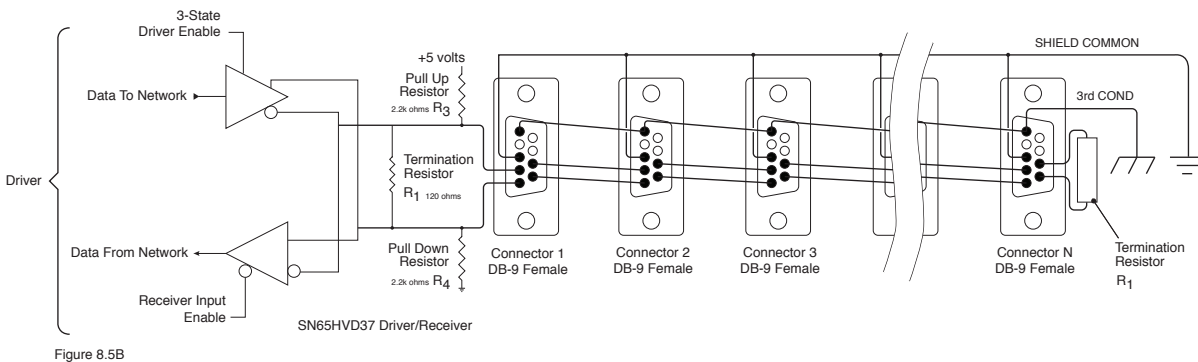 3-State
Driver Enable
Data To Network
Driver
Data From Network
Receiver Input
Enable
+5 volts
Pull Up
Resistor
2.2k ohms R3
Termination
Resistor
R1 120 ohms
Pull Down
Resistor
2.2k ohms R4
SN65HVD37 Driver/Receiver
Connector 1
DB-9 Female
Connector 2
DB-9 Female
Connector 3
DB-9 Female
Connector N
DB-9 Female
SHIELD COMMON
3rd COND
Termination
Resistor
R1
Figure 8.5B